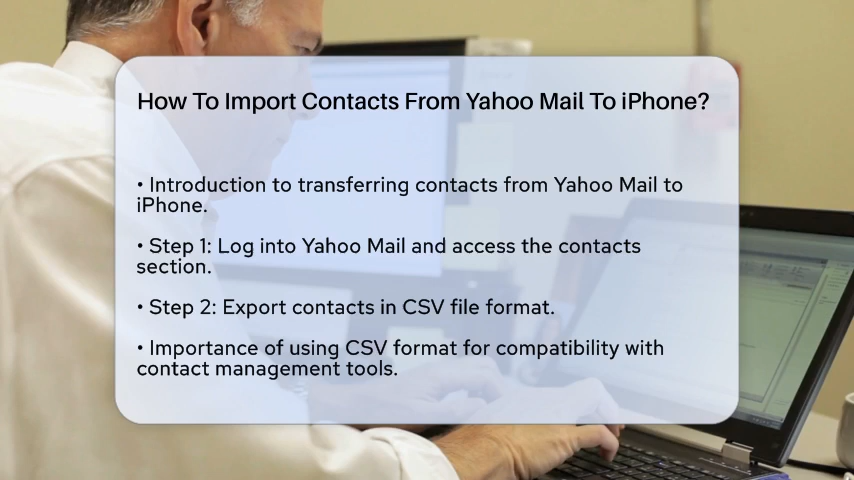 How To Import Contacts From Yahoo Mail To iPhone?
• Introduction to transferring contacts from Yahoo Mail to
iPhone.
• Step 1: Log into Yahoo Mail and access the contacts
section.
• Step 2: Export contacts in CSV file format.
• Importance of using CSV format for compatibility with
contact management tools.